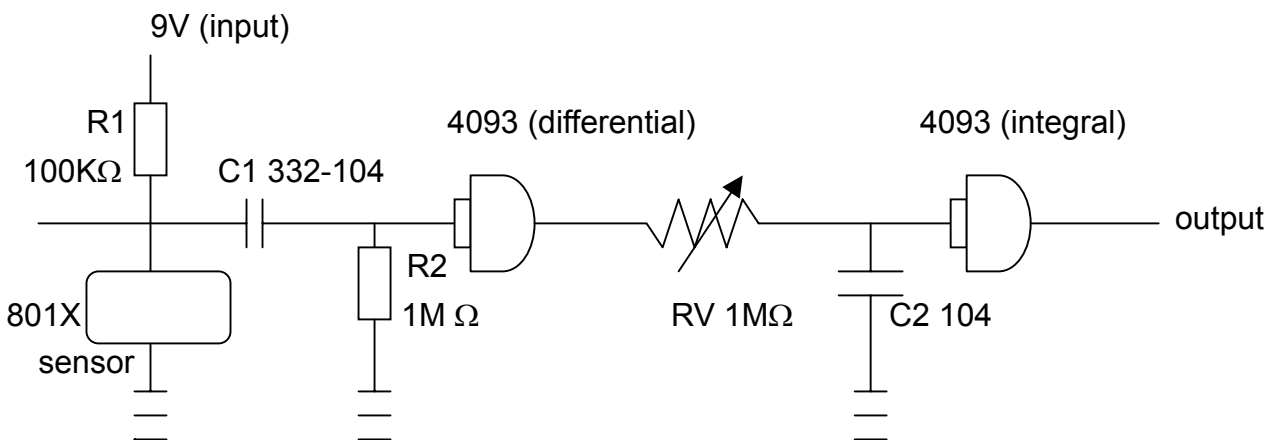 9V (input)
R1
100KΩ
C1 332-104
4093 (differential)
4093 (integral)
output
R2
1M Ω
RV 1MΩ
C2 104
801X
sensor